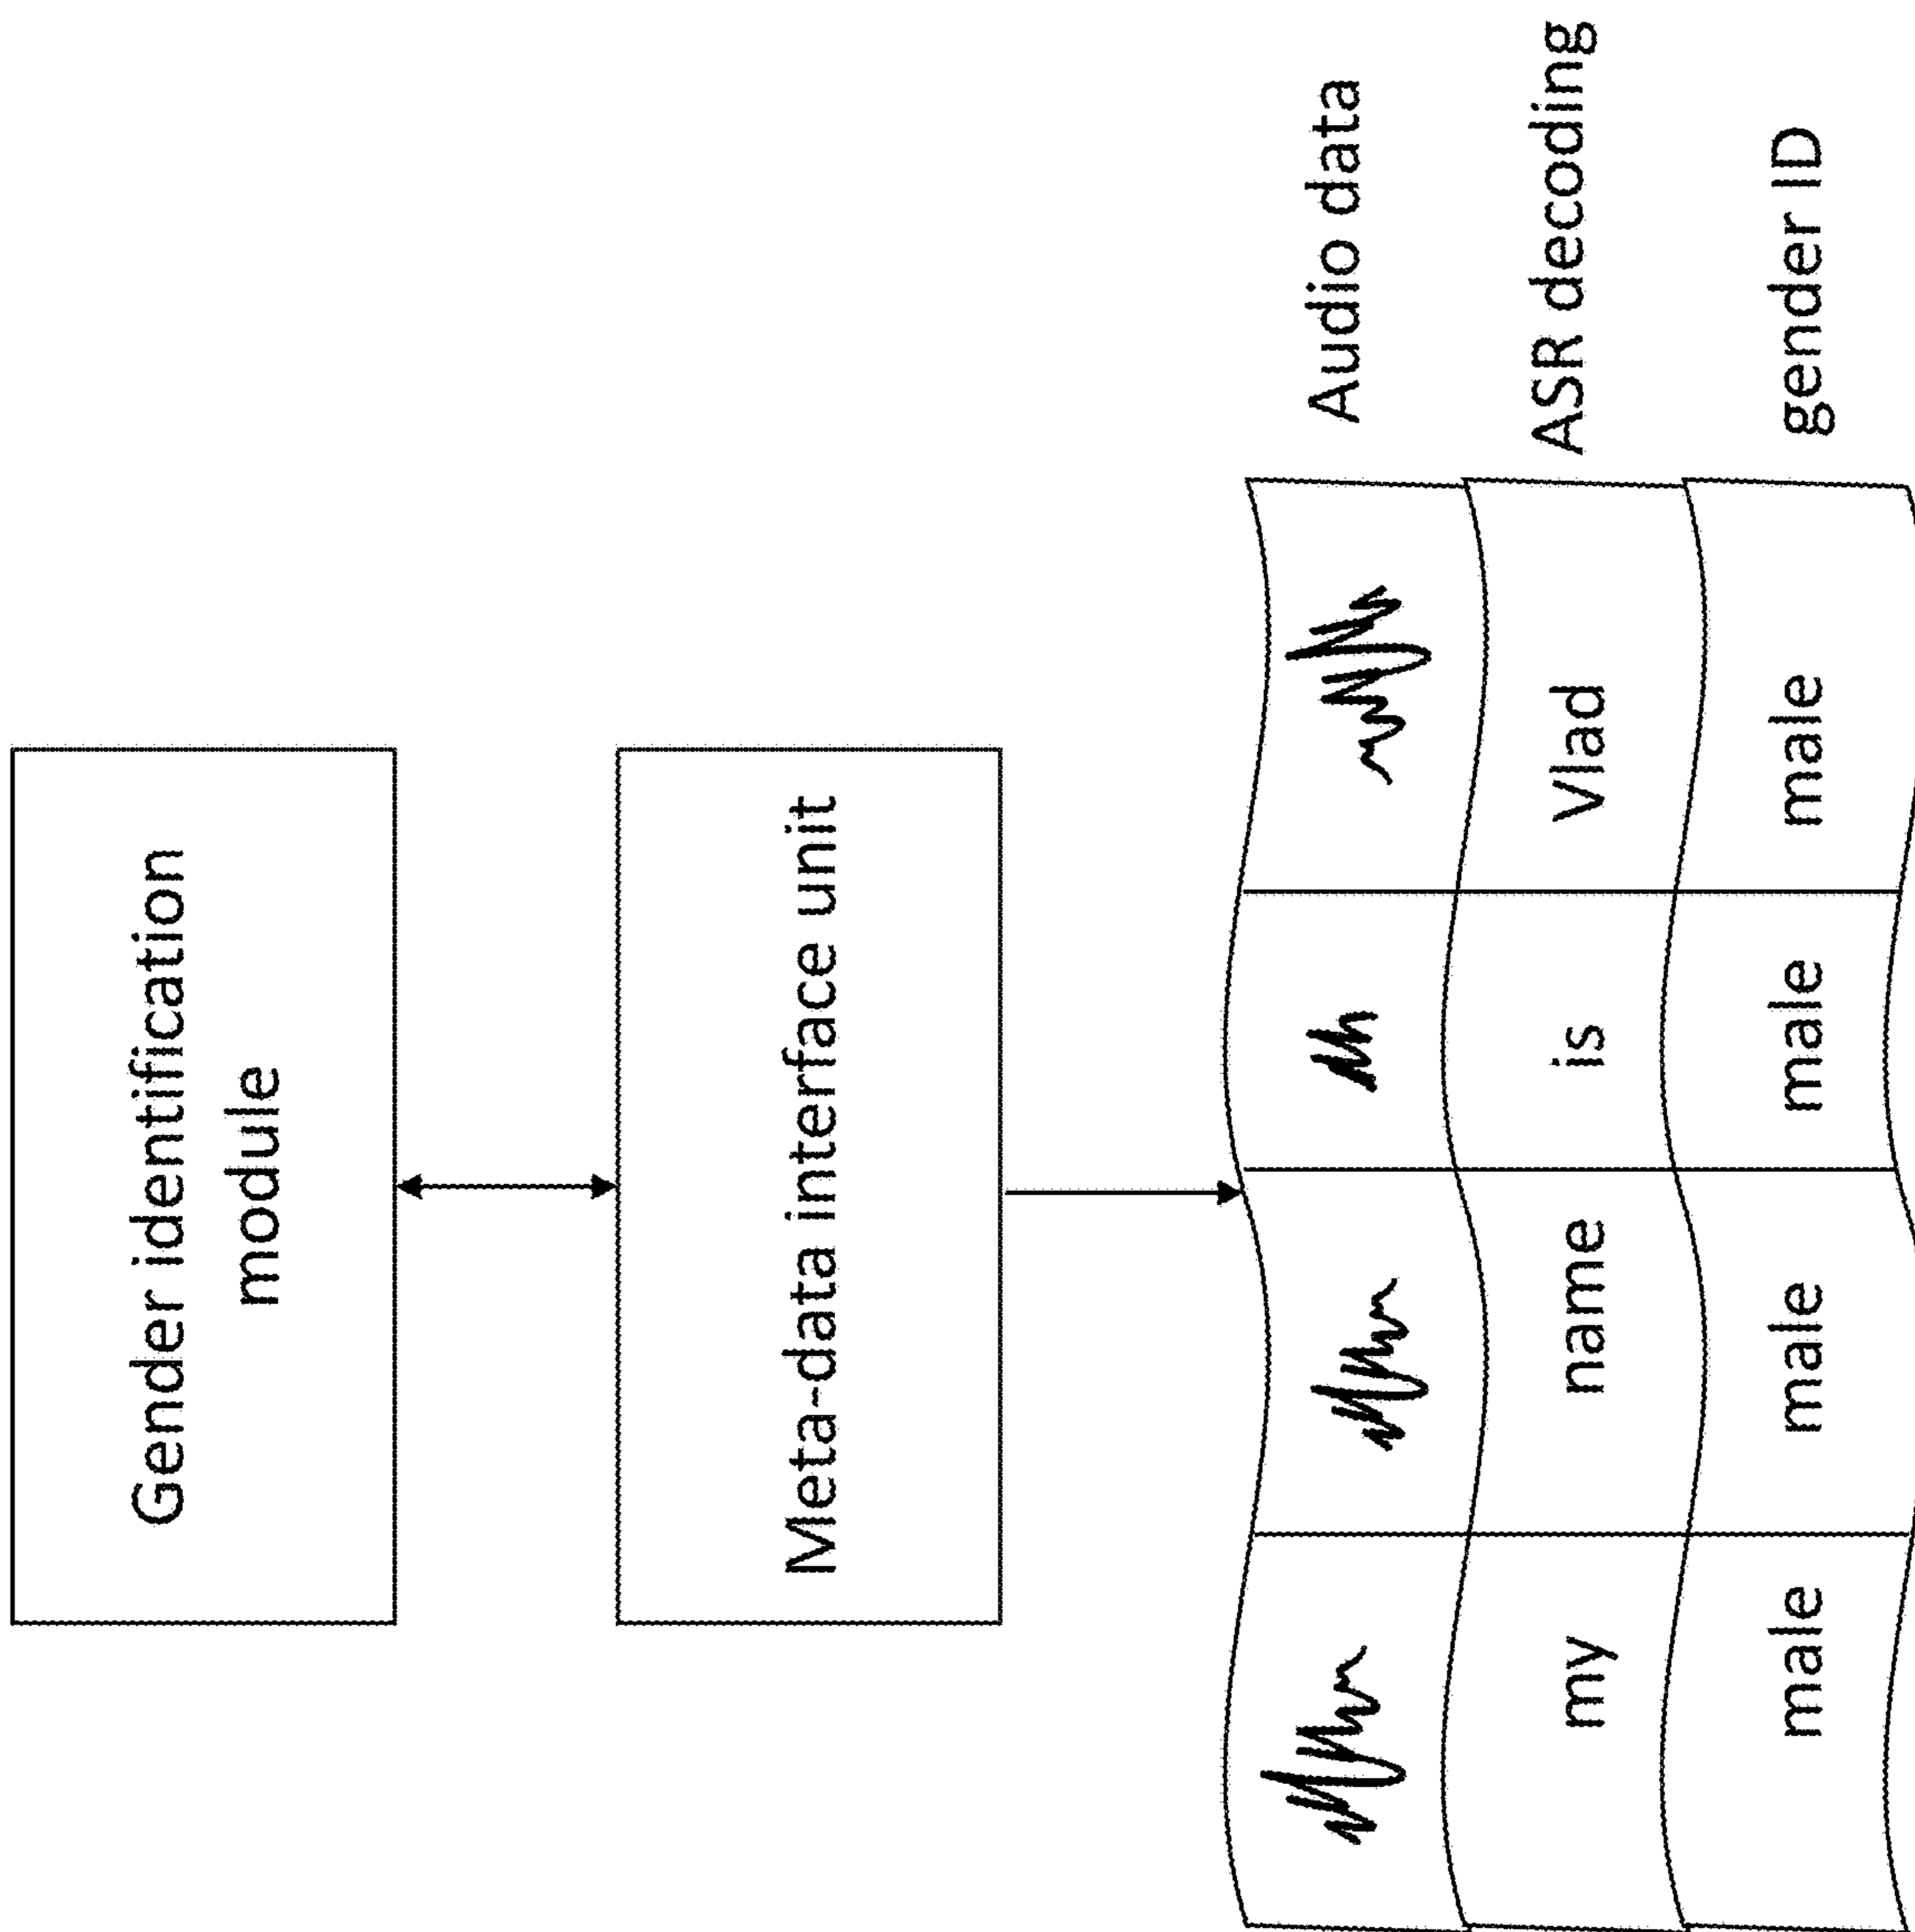 Gender identification
module
Meta-data interface unit
Audio data
my name is Vlad ASR decoding
male male male male gender ID